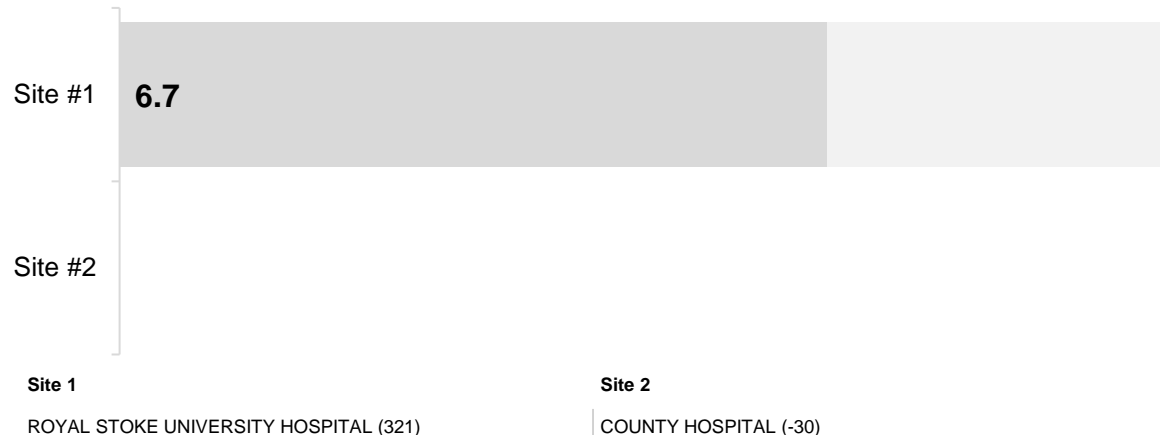 Site #1 6.7
Site #2
Site 1 Site 2
ROYAL STOKE UNIVERSITY HOSPITAL (321) COUNTY HOSPITAL (-30)